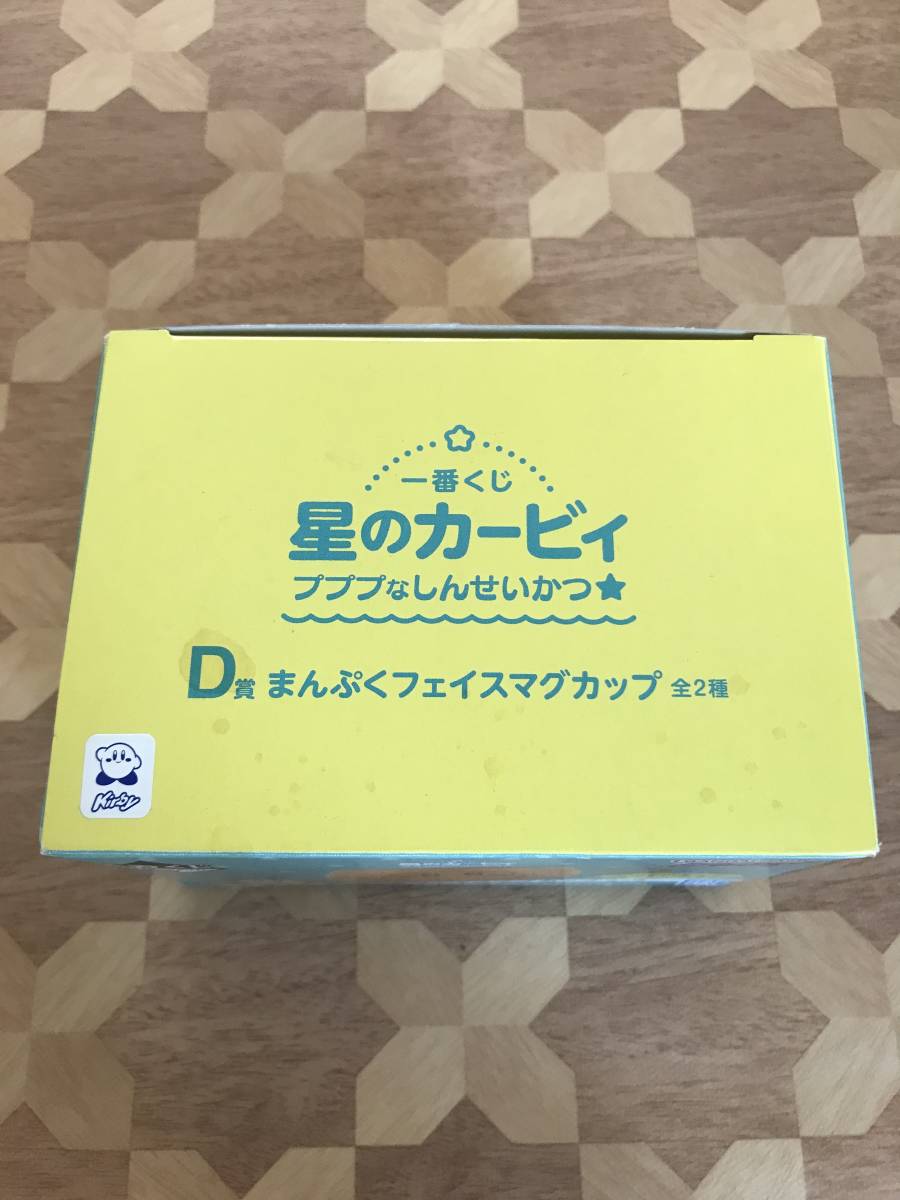 一番くじ
星のカービィ
プププなしんせいかつ★
D賞 まんぷくフェイスマグカップ 全2種
Kirby